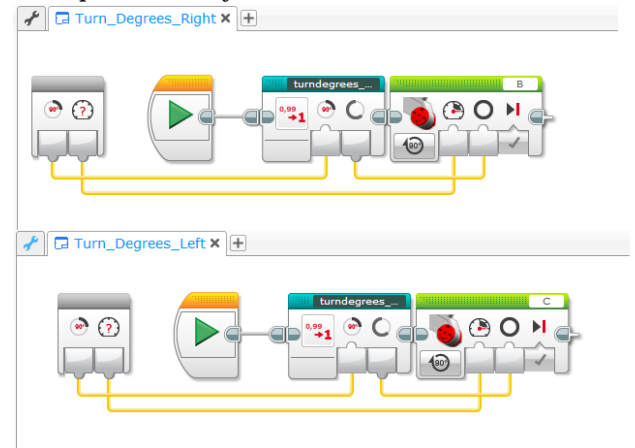 Turn_Degrees_Right
turndegrees_... B
90° ? 0,99 →1 90°
90°
Turn_Degrees_Left
turndegrees_... C
90° ? 0,99 →1 90°
90°